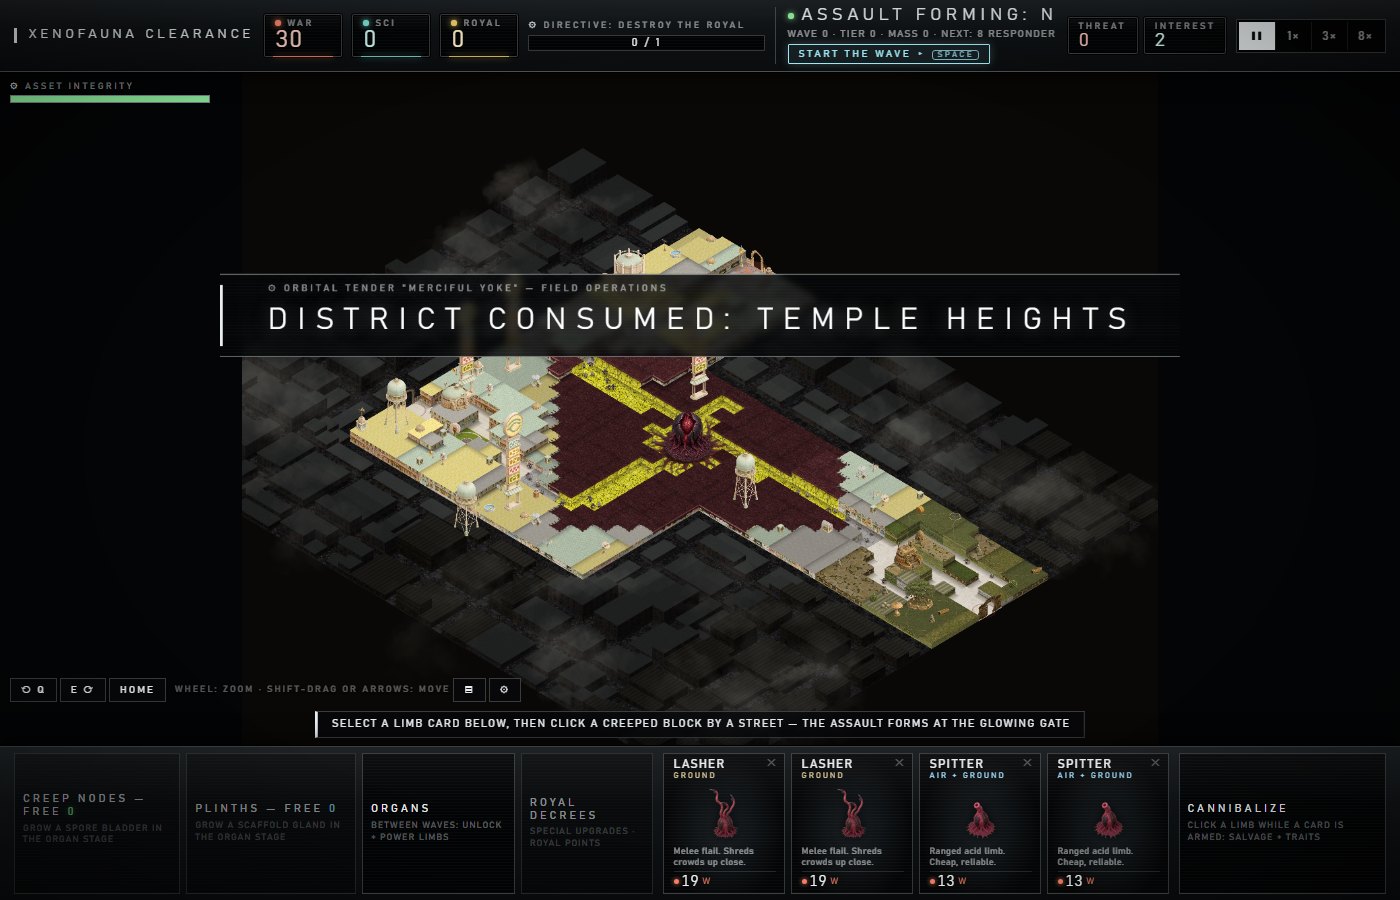 XENOFAUNA CLEARANCE
WAR
30
SCI
0
ROYAL
0
DIRECTIVE: DESTROY THE ROYAL
0 / 1
ASSAULT FORMING: N
WAVE 0 · TIER 0 · MASS 0 · NEXT: 8 RESPONDER
START THE WAVE ▸ SPACE
THREAT
0
INTEREST
2
1×
3×
8×
ASSET INTEGRITY
ORBITAL TENDER "MERCIFUL YOKE" — FIELD OPERATIONS
DISTRICT CONSUMED: TEMPLE HEIGHTS
Q
E
HOME
WHEEL: ZOOM · SHIFT-DRAG OR ARROWS: MOVE
SELECT A LIMB CARD BELOW, THEN CLICK A CREEPED BLOCK BY A STREET — THE ASSAULT FORMS AT THE GLOWING GATE
CREEP NODES —
FREE 0
GROW A SPORE BLADDER IN
THE ORGAN STAGE
PLINTHS — FREE 0
GROW A SCAFFOLD GLAND IN
THE ORGAN STAGE
ORGANS
BETWEEN WAVES: UNLOCK
+ POWER LIMBS
ROYAL
DECREES
SPECIAL UPGRADES ·
ROYAL POINTS
LASHER
GROUND
Melee flail. Shreds
crowds up close.
19 W
LASHER
GROUND
Melee flail. Shreds
crowds up close.
19 W
SPITTER
AIR + GROUND
Ranged acid limb.
Cheap, reliable.
13 W
SPITTER
AIR + GROUND
Ranged acid limb.
Cheap, reliable.
13 W
CANNIBALIZE
CLICK A LIMB WHILE A CARD IS
ARMED: SALVAGE + TRAITS